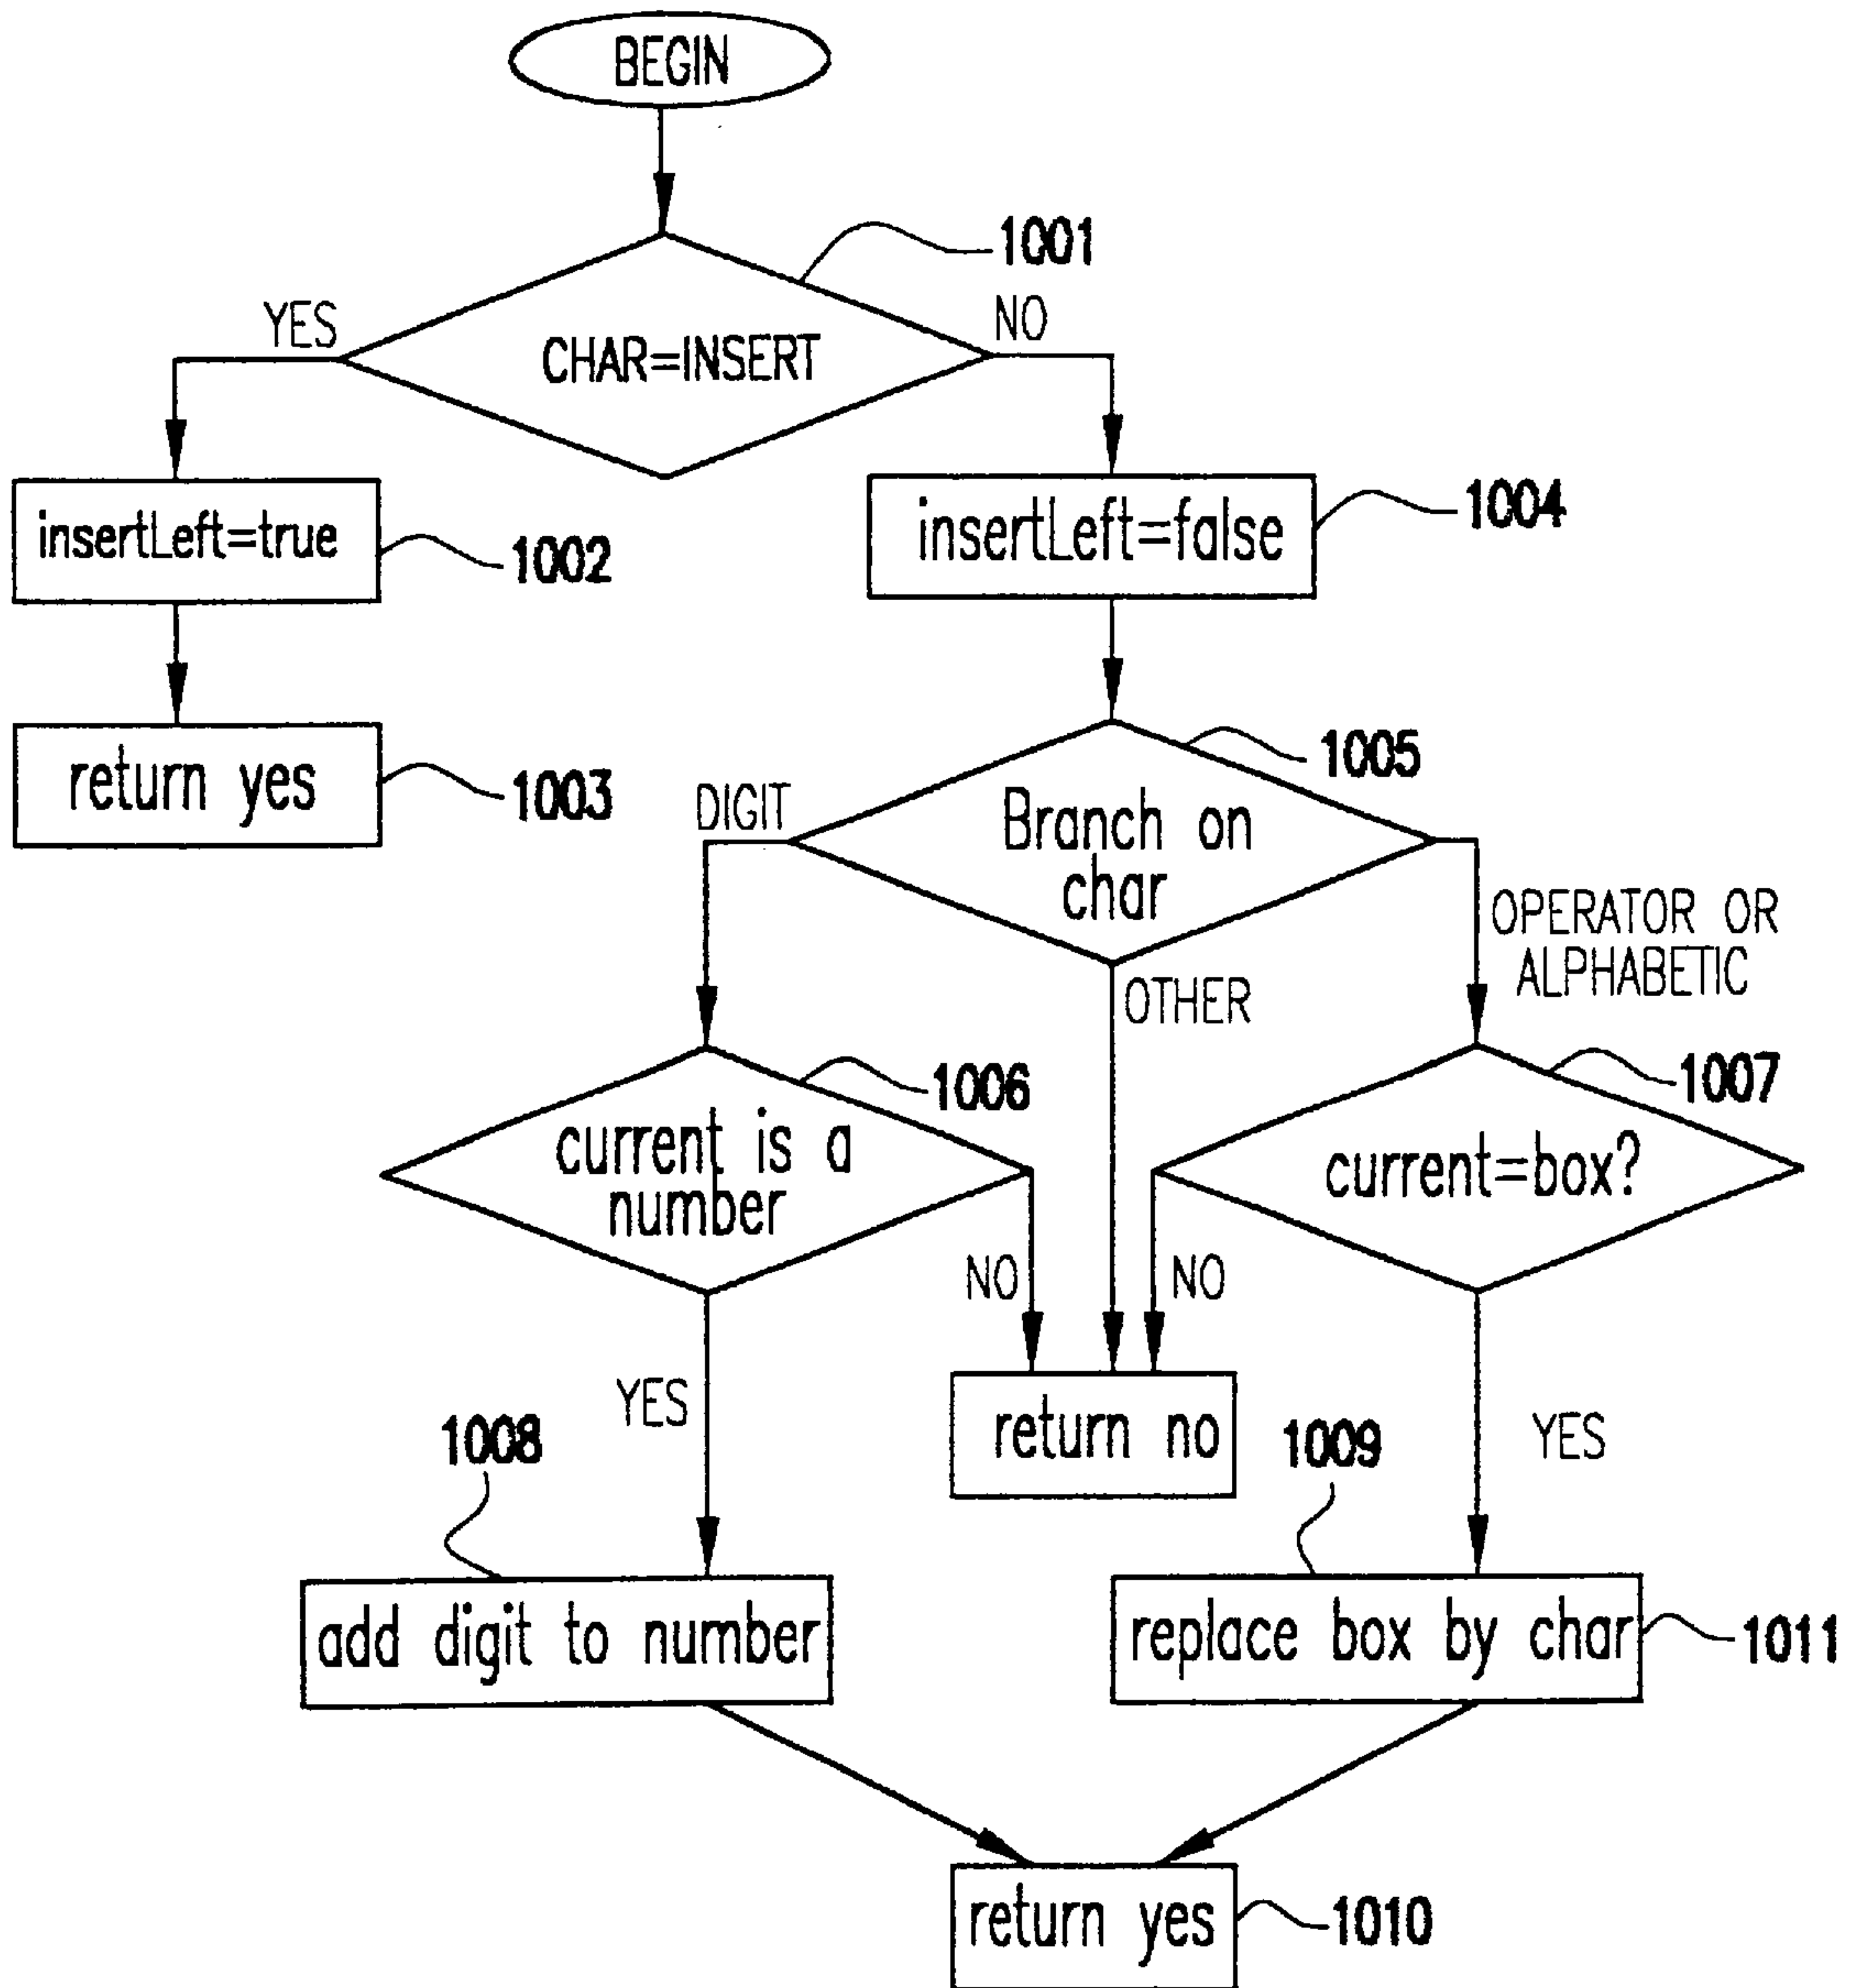 BEGIN
1001
YES
NO
CHAR=INSERT
insertLeft=true
1002
insertLeft=false
1004
return yes
1003
1005
DIGIT
Branch on
char
OPERATOR OR
ALPHABETIC
OTHER
1006
current is a
number
1007
current=box?
NO
NO
YES
return no
YES
1008
1009
add digit to number
replace box by char
1011
return yes
1010